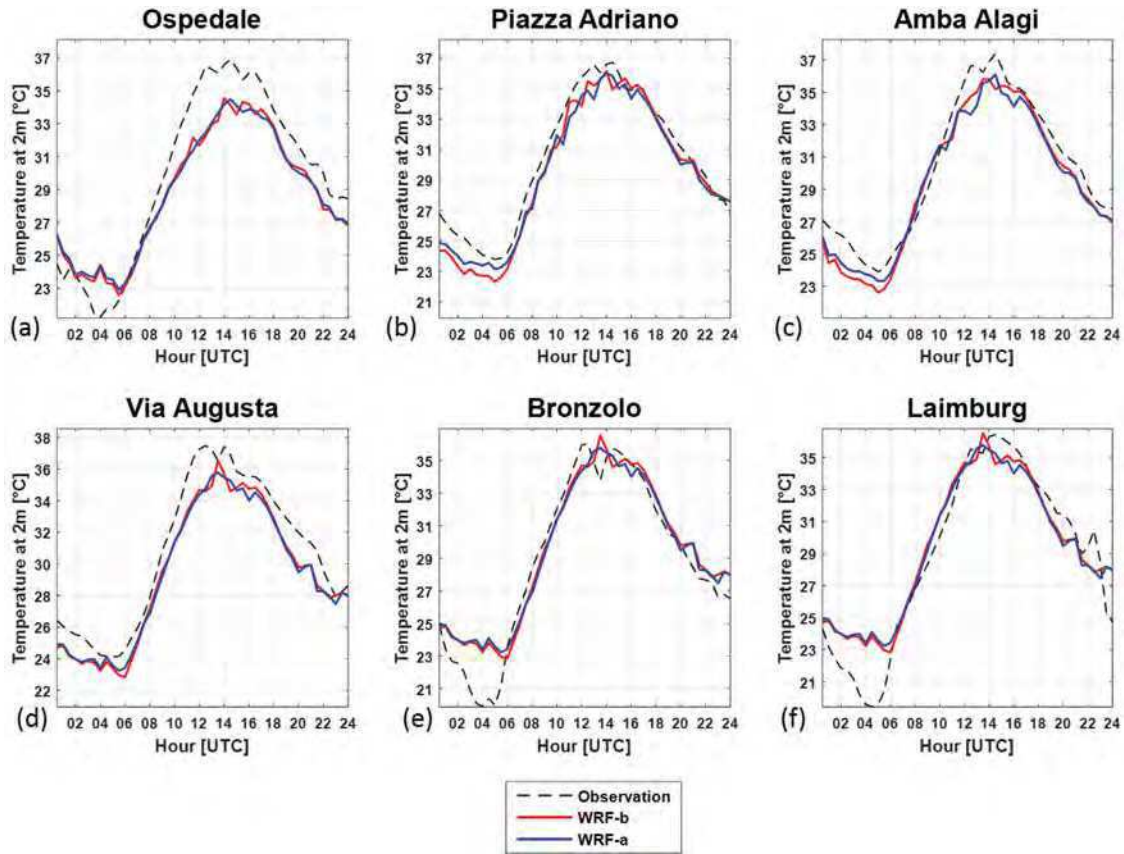 Ospedale
Piazza Adriano
Amba Alagi
Temperature at 2m [°C]
37
35
33
31
29
27
25
23
02 04 06 08 10 12 14 16 18 20 22 24
Hour [UTC]
(a)
Temperature at 2m [°C]
37
35
33
31
29
27
25
23
21
02 04 06 08 10 12 14 16 18 20 22 24
Hour [UTC]
(b)
Temperature at 2m [°C]
37
35
33
31
29
27
25
23
02 04 06 08 10 12 14 16 18 20 22 24
Hour [UTC]
(c)
Via Augusta
Bronzolo
Laimburg
Temperature at 2m [°C]
38
36
34
32
30
28
26
24
22
02 04 06 08 10 12 14 16 18 20 22 24
Hour [UTC]
(d)
Temperature at 2m [°C]
35
33
31
29
27
25
23
21
02 04 06 08 10 12 14 16 18 20 22 24
Hour [UTC]
(e)
Temperature at 2m [°C]
35
33
31
29
27
25
23
21
02 04 06 08 10 12 14 16 18 20 22 24
Hour [UTC]
(f)
Observation
WRF-b
WRF-a